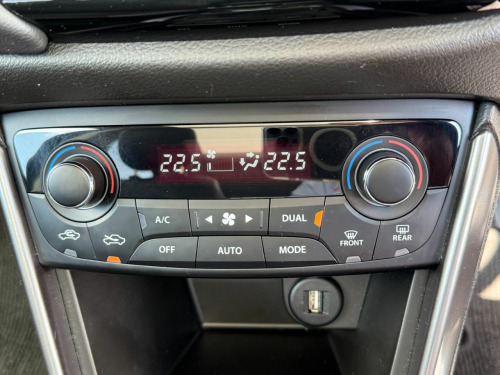 22.5 22.5
A/C DUAL
OFF AUTO MODE FRONT REAR